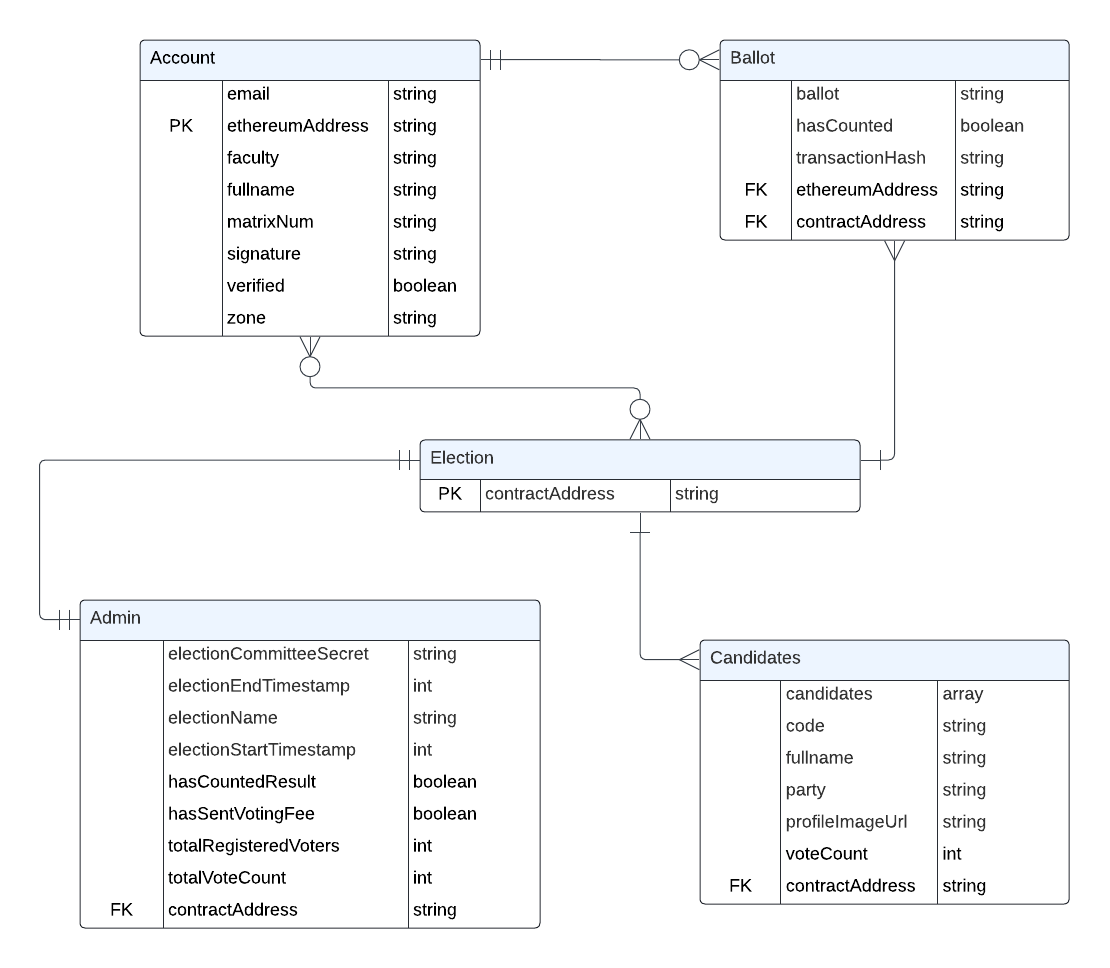 Account
email string
PK ethereumAddress string
faculty string
fullname string
matrixNum string
signature string
verified boolean
zone string
Ballot
ballot string
hasCounted boolean
transactionHash string
FK ethereumAddress string
FK contractAddress string
Election
PK contractAddress string
Admin
electionCommitteeSecret string
electionEndTimestamp int
electionName string
electionStartTimestamp int
hasCountedResult boolean
hasSentVotingFee boolean
totalRegisteredVoters int
totalVoteCount int
FK contractAddress string
Candidates
candidates array
code string
fullname string
party string
profileImageUrl string
voteCount int
FK contractAddress string